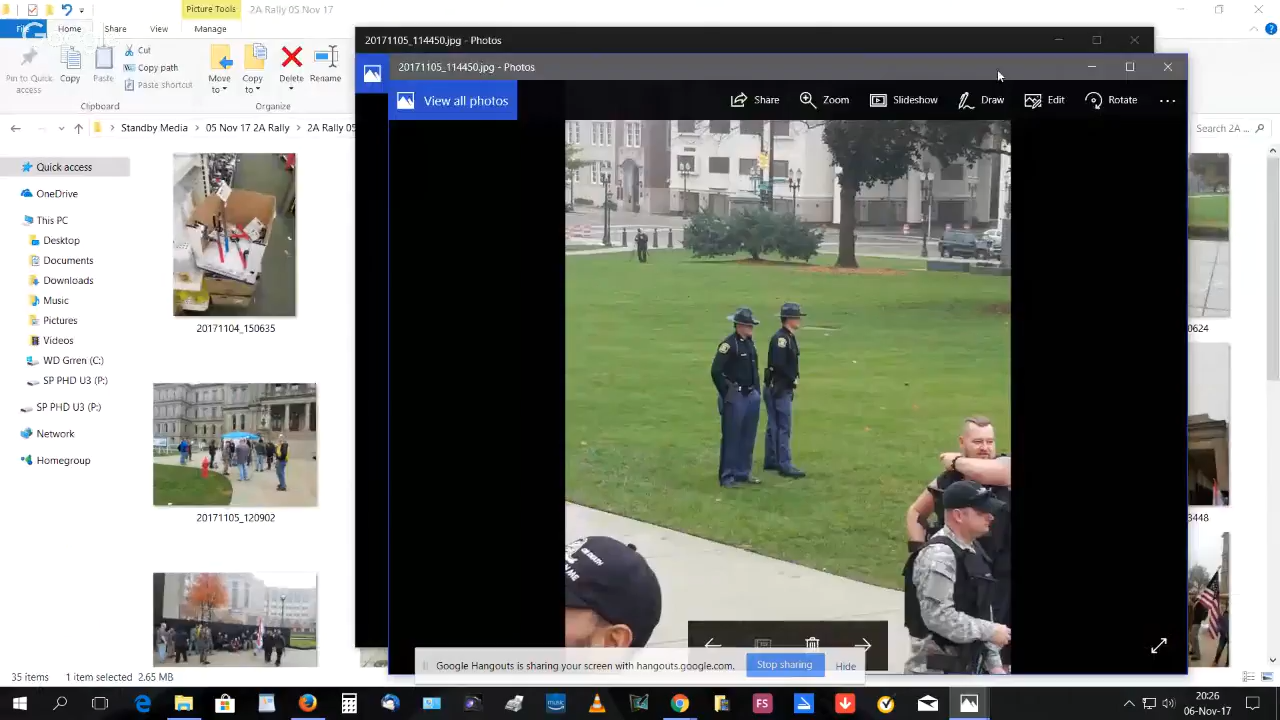 Picture Tools
2A Rally 05 Nov 17
File
Home
Share
View
Manage
Pin to Quick access
Copy
Paste
Cut
Copy path
Paste shortcut
Clipboard
Move to
Copy to
Delete
Rename
Organize
20171105_114450.jpg - Photos
20171105_114450.jpg - Photos
View all photos
Share
Zoom
Slideshow
Draw
Edit
Rotate
Standby Media
05 Nov 17 2A Rally
2A Rally 05
Search 2A ...
Quick access
OneDrive
This PC
Desktop
Documents
Downloads
Music
Pictures
Videos
WD Grren (C:)
SP PHD U3 (P:)
SP PHD U3 (P:)
Network
Homegroup
20171104_150635
20171105_120902
0624
3448
Google Hangouts is sharing your screen with hangouts.google.com.
Stop sharing
Hide
35 items
1 item selected
2.65 MB
FS
20:26
06-Nov-17